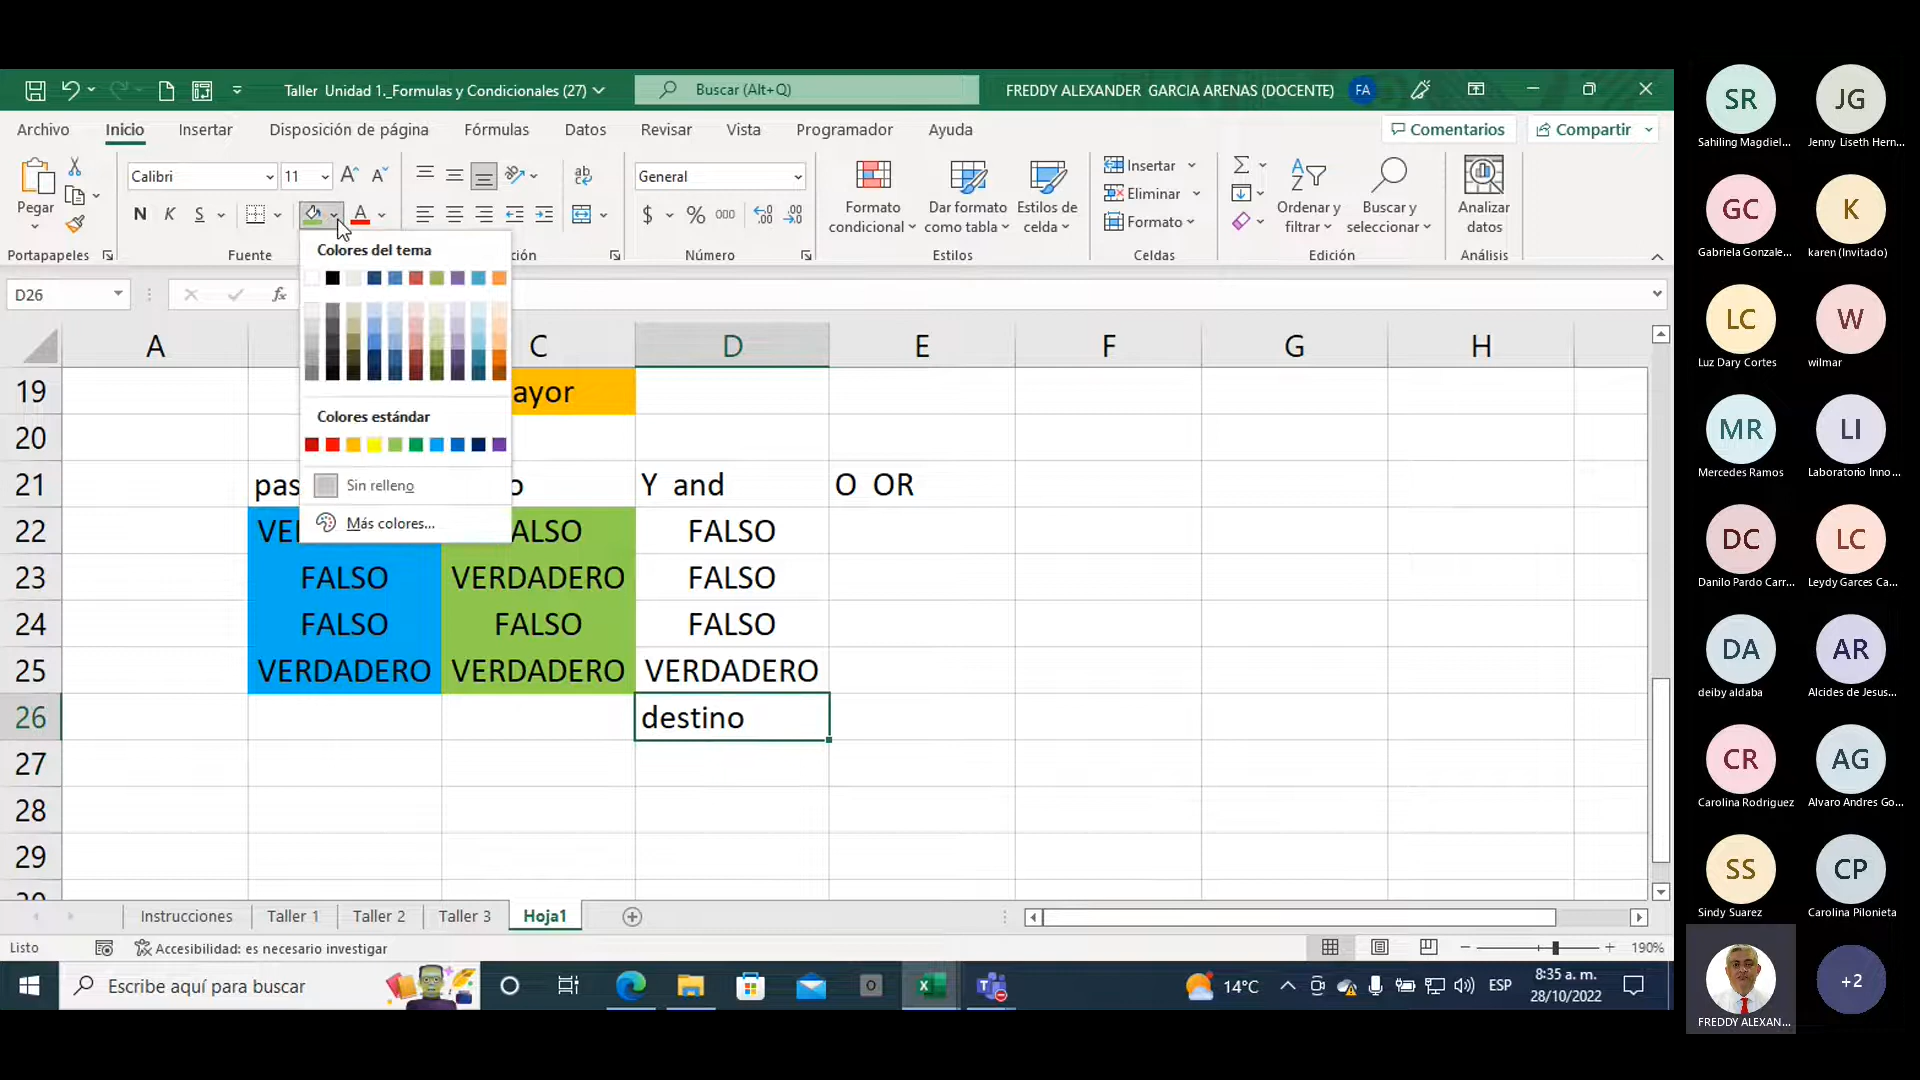 Taller Unidad 1._Formulas y Condicionales (27)
Buscar (Alt+Q)
FREDDY ALEXANDER GARCIA ARENAS (DOCENTE)
FA
Archivo
Inicio
Insertar
Disposición de página
Fórmulas
Datos
Revisar
Vista
Programador
Ayuda
Comentarios
Compartir
Pegar
Calibri
11
N K S
General
Formato condicional
Dar formato como tabla
Estilos de celda
Insertar
Eliminar
Formato
Ordenar y filtrar
Buscar y seleccionar
Analizar datos
Portapapeles
Fuente
ción
Número
Estilos
Celdas
Edición
Análisis
Colores del tema
Colores estándar
Sin relleno
Más colores...
D26
fx
A C D E F G H
19 ayor
20
21 pas o Y and O OR
22 VE ALSO FALSO
23 FALSO VERDADERO FALSO
24 FALSO FALSO FALSO
25 VERDADERO VERDADERO VERDADERO
26 destino
27
28
29
Instrucciones
Taller 1
Taller 2
Taller 3
Hoja1
Listo
Accesibilidad: es necesario investigar
190%
Escribe aquí para buscar
14°C
ESP
8:35 a. m.
28/10/2022
SR
Sahiling Magdiel...
JG
Jenny Liseth Hern...
GC
Gabriela Gonzale...
K
karen (Invitado)
LC
Luz Dary Cortes
W
wilmar
MR
Mercedes Ramos
LI
Laboratorio Inno...
DC
Danilo Pardo Carr...
LC
Leydy Garces Ca...
DA
deiby aldaba
AR
Alcides de Jesus...
CR
Carolina Rodriguez
AG
Alvaro Andres Go...
SS
Sindy Suarez
CP
Carolina Pilonieta
FREDDY ALEXAN...
+2